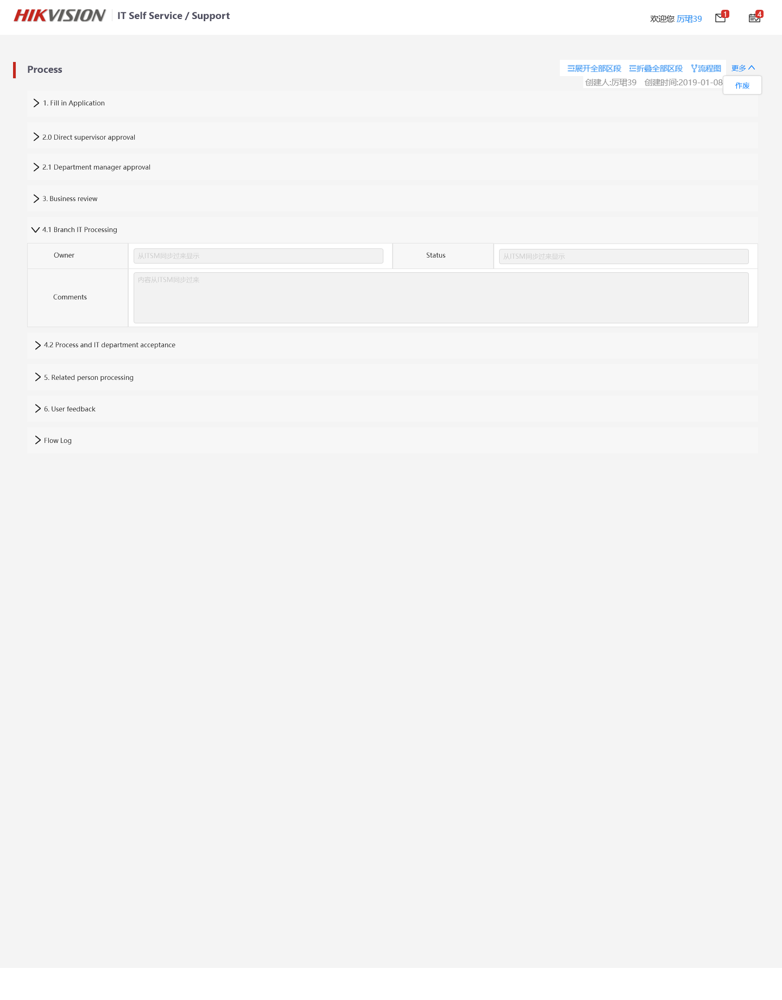 HIKVISION IT Self Service / Support
欢迎您 厉珺39 1 4
Process 展开全部区段 折叠全部区段 流程图 更多
创建人:厉珺39 创建时间:2019-01-08 作废
1. Fill in Application
2.0 Direct supervisor approval
2.1 Department manager approval
3. Business review
4.1 Branch IT Processing
Owner 从ITSM同步过来显示 Status 从ITSM同步过来显示
Comments 内容从ITSM同步过来
4.2 Process and IT department acceptance
5. Related person processing
6. User feedback
Flow Log